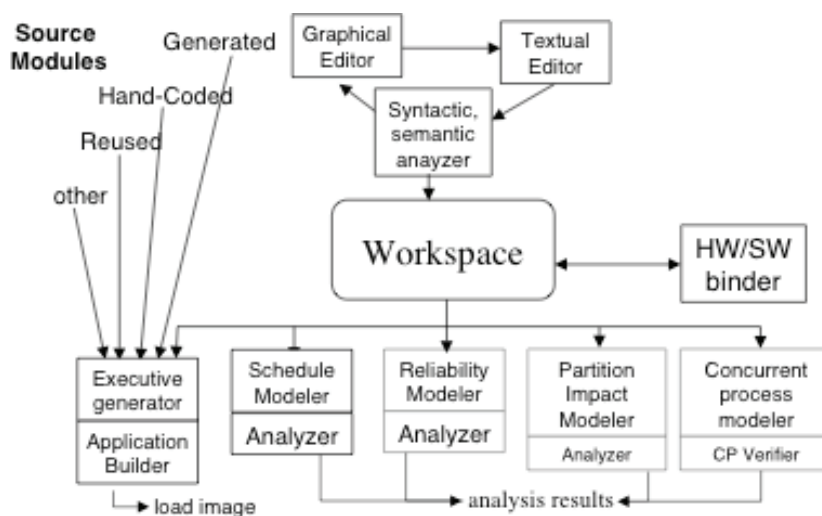 Source
Modules
Generated
Hand-Coded
Reused
other
Graphical
Editor
Textual
Editor
Syntactic,
semantic
anayzer
Workspace
HW/SW
binder
Executive
generator
Application
Builder
Schedule
Modeler
Analyzer
Reliability
Modeler
Analyzer
Partition
Impact
Modeler
Analyzer
Concurrent
process
modeler
CP Verifier
load image
analysis results